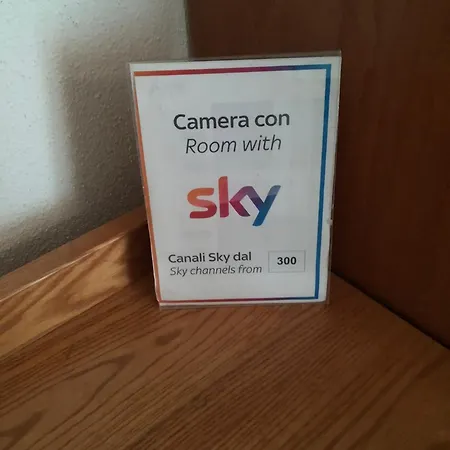 Camera con
Room with
sky
Canali Sky dal
Sky channels from 300